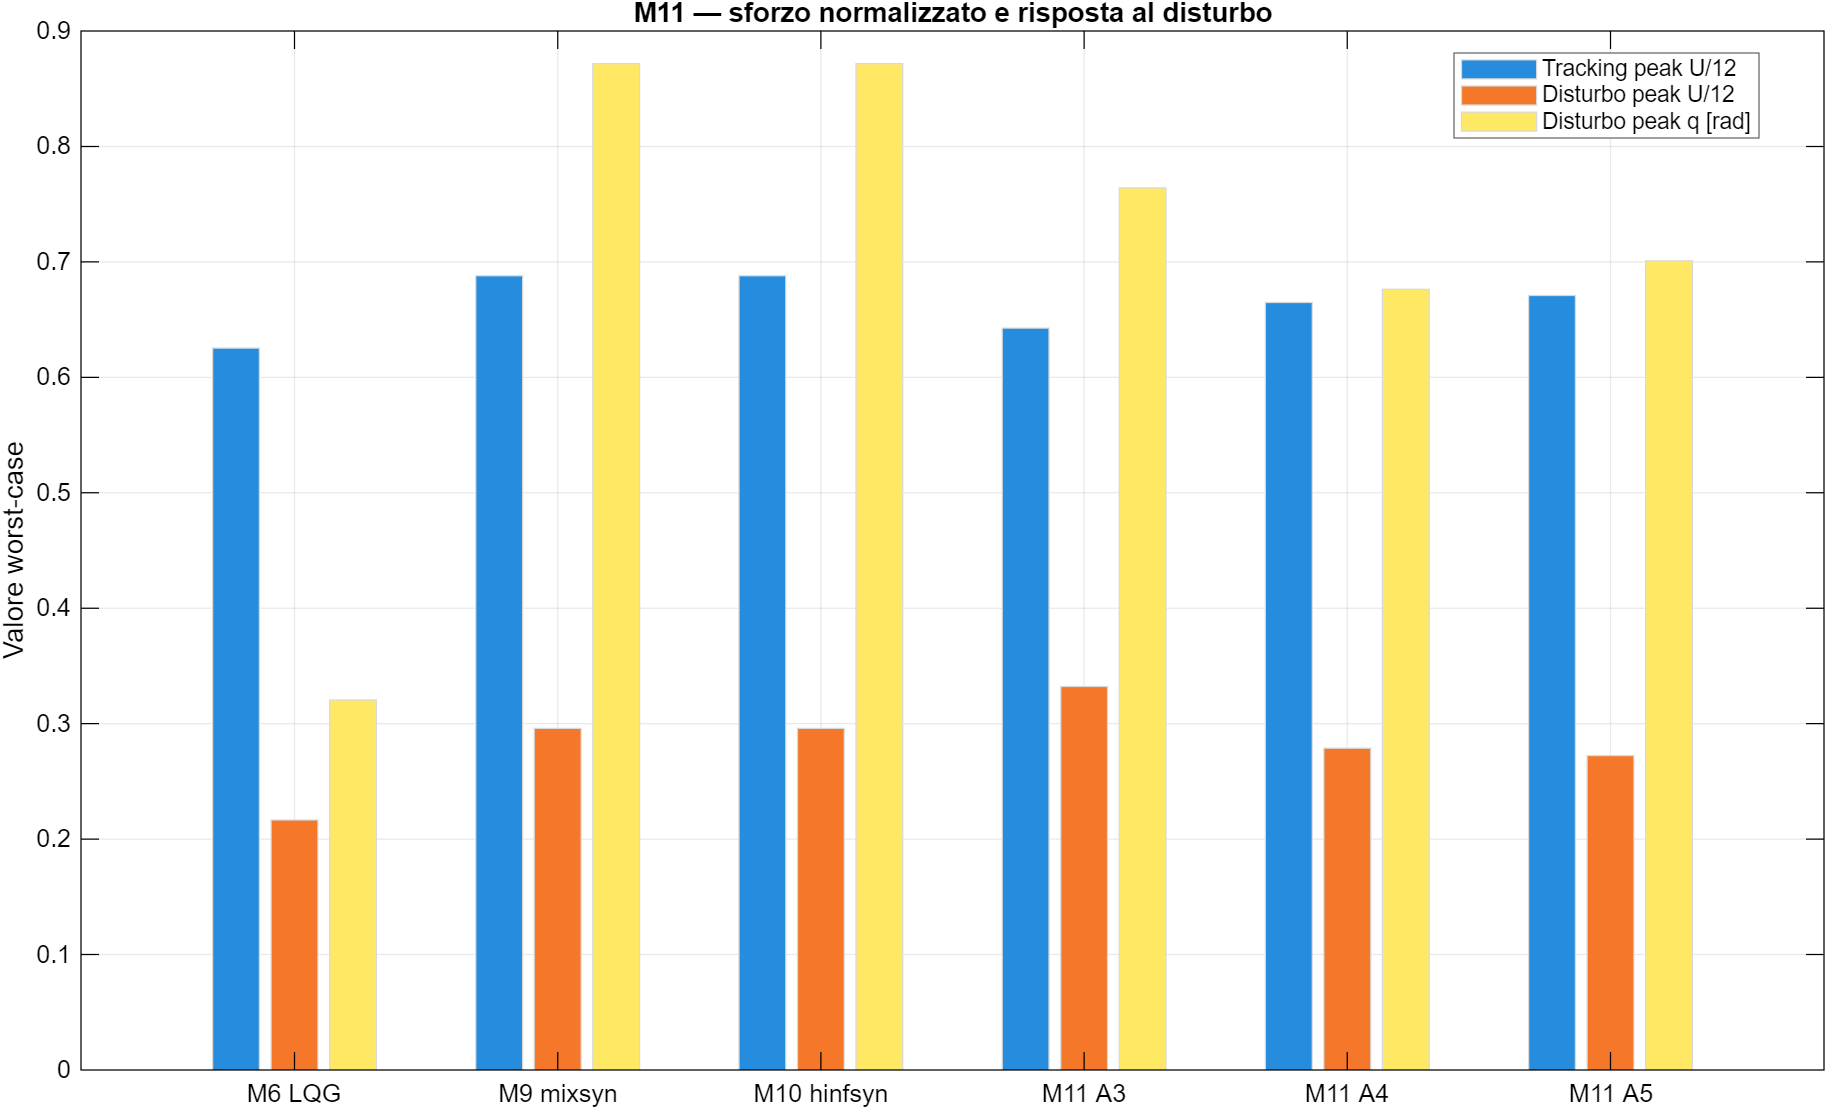 M11 — sforzo normalizzato e risposta al disturbo
Tracking peak U/12
Disturbo peak U/12
Disturbo peak q [rad]
Valore worst-case
0.9
0.8
0.7
0.6
0.5
0.4
0.3
0.2
0.1
0
M6 LQG
M9 mixsyn
M10 hinfsyn
M11 A3
M11 A4
M11 A5